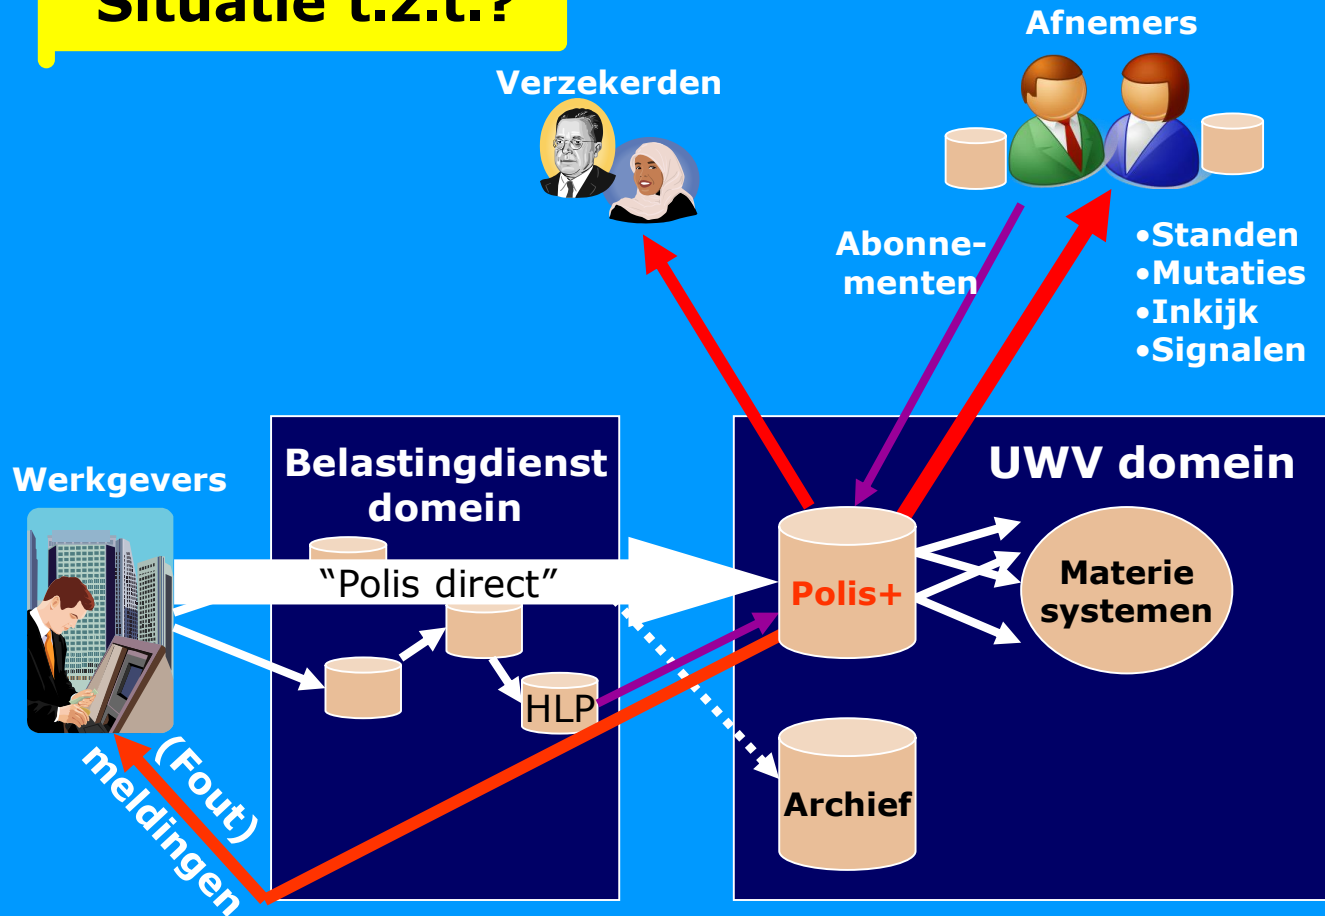 Situatie t.z.t.?
Afnemers
Verzekerden
Abonne-
menten
•Standen
•Mutaties
•Inkijk
•Signalen
Werkgevers
Belastingdienst
domein
UWV domein
“Polis direct”
Polis+
Materie
systemen
HLP
Archief
(Fout)
meldingen